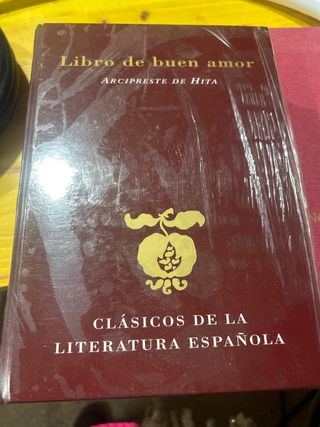 Libro de buen amor
Arcipreste de Hita
CLÁSICOS DE LA
LITERATURA ESPAÑOLA